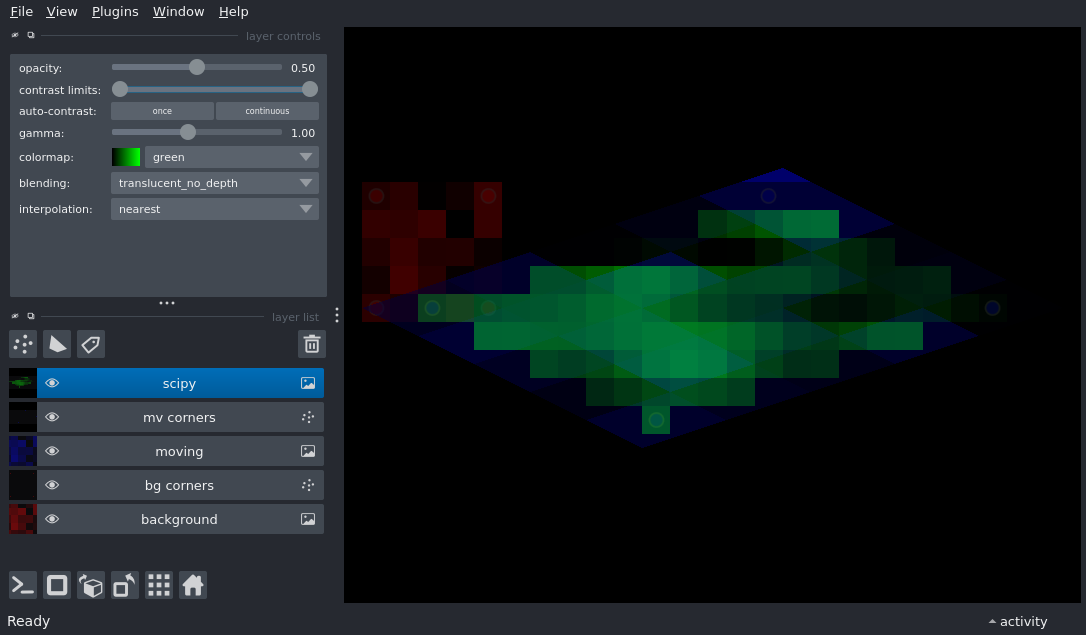 File View Plugins Window Help
layer controls
opacity: 0.50
contrast limits:
auto-contrast: once continuous
gamma: 1.00
colormap: green
blending: translucent_no_depth
interpolation: nearest
layer list
scipy
mv corners
moving
bg corners
background
Ready activity